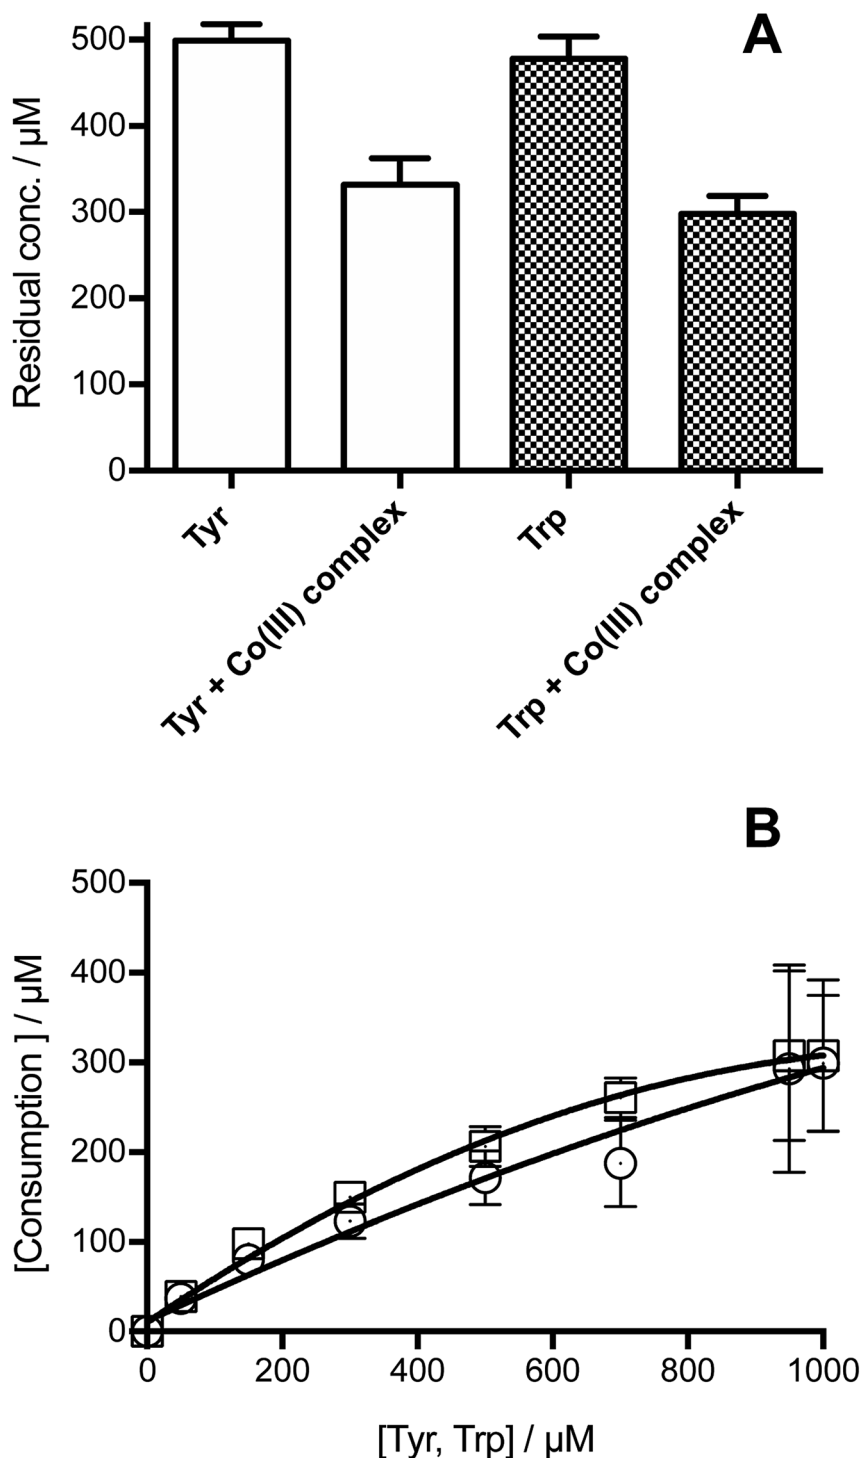 A
Residual conc. / µM
500
400
300
200
100
0
Tyr
Tyr + Co(III) complex
Trp
Trp + Co(III) complex
B
[Consumption ] / µM
500
400
300
200
100
0
0 200 400 600 800 1000
[Tyr, Trp] / µM